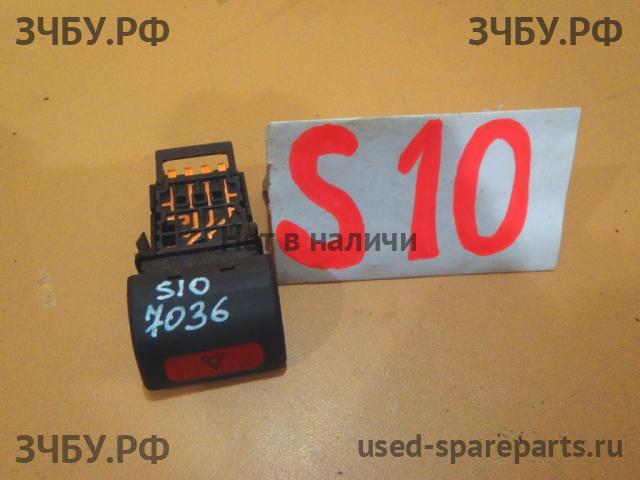 ЗЧБУ.РФ
ЗЧБУ.РФ
S10
нет в наличи
S10
7036
ЗЧБУ.РФ
used-spareparts.ru